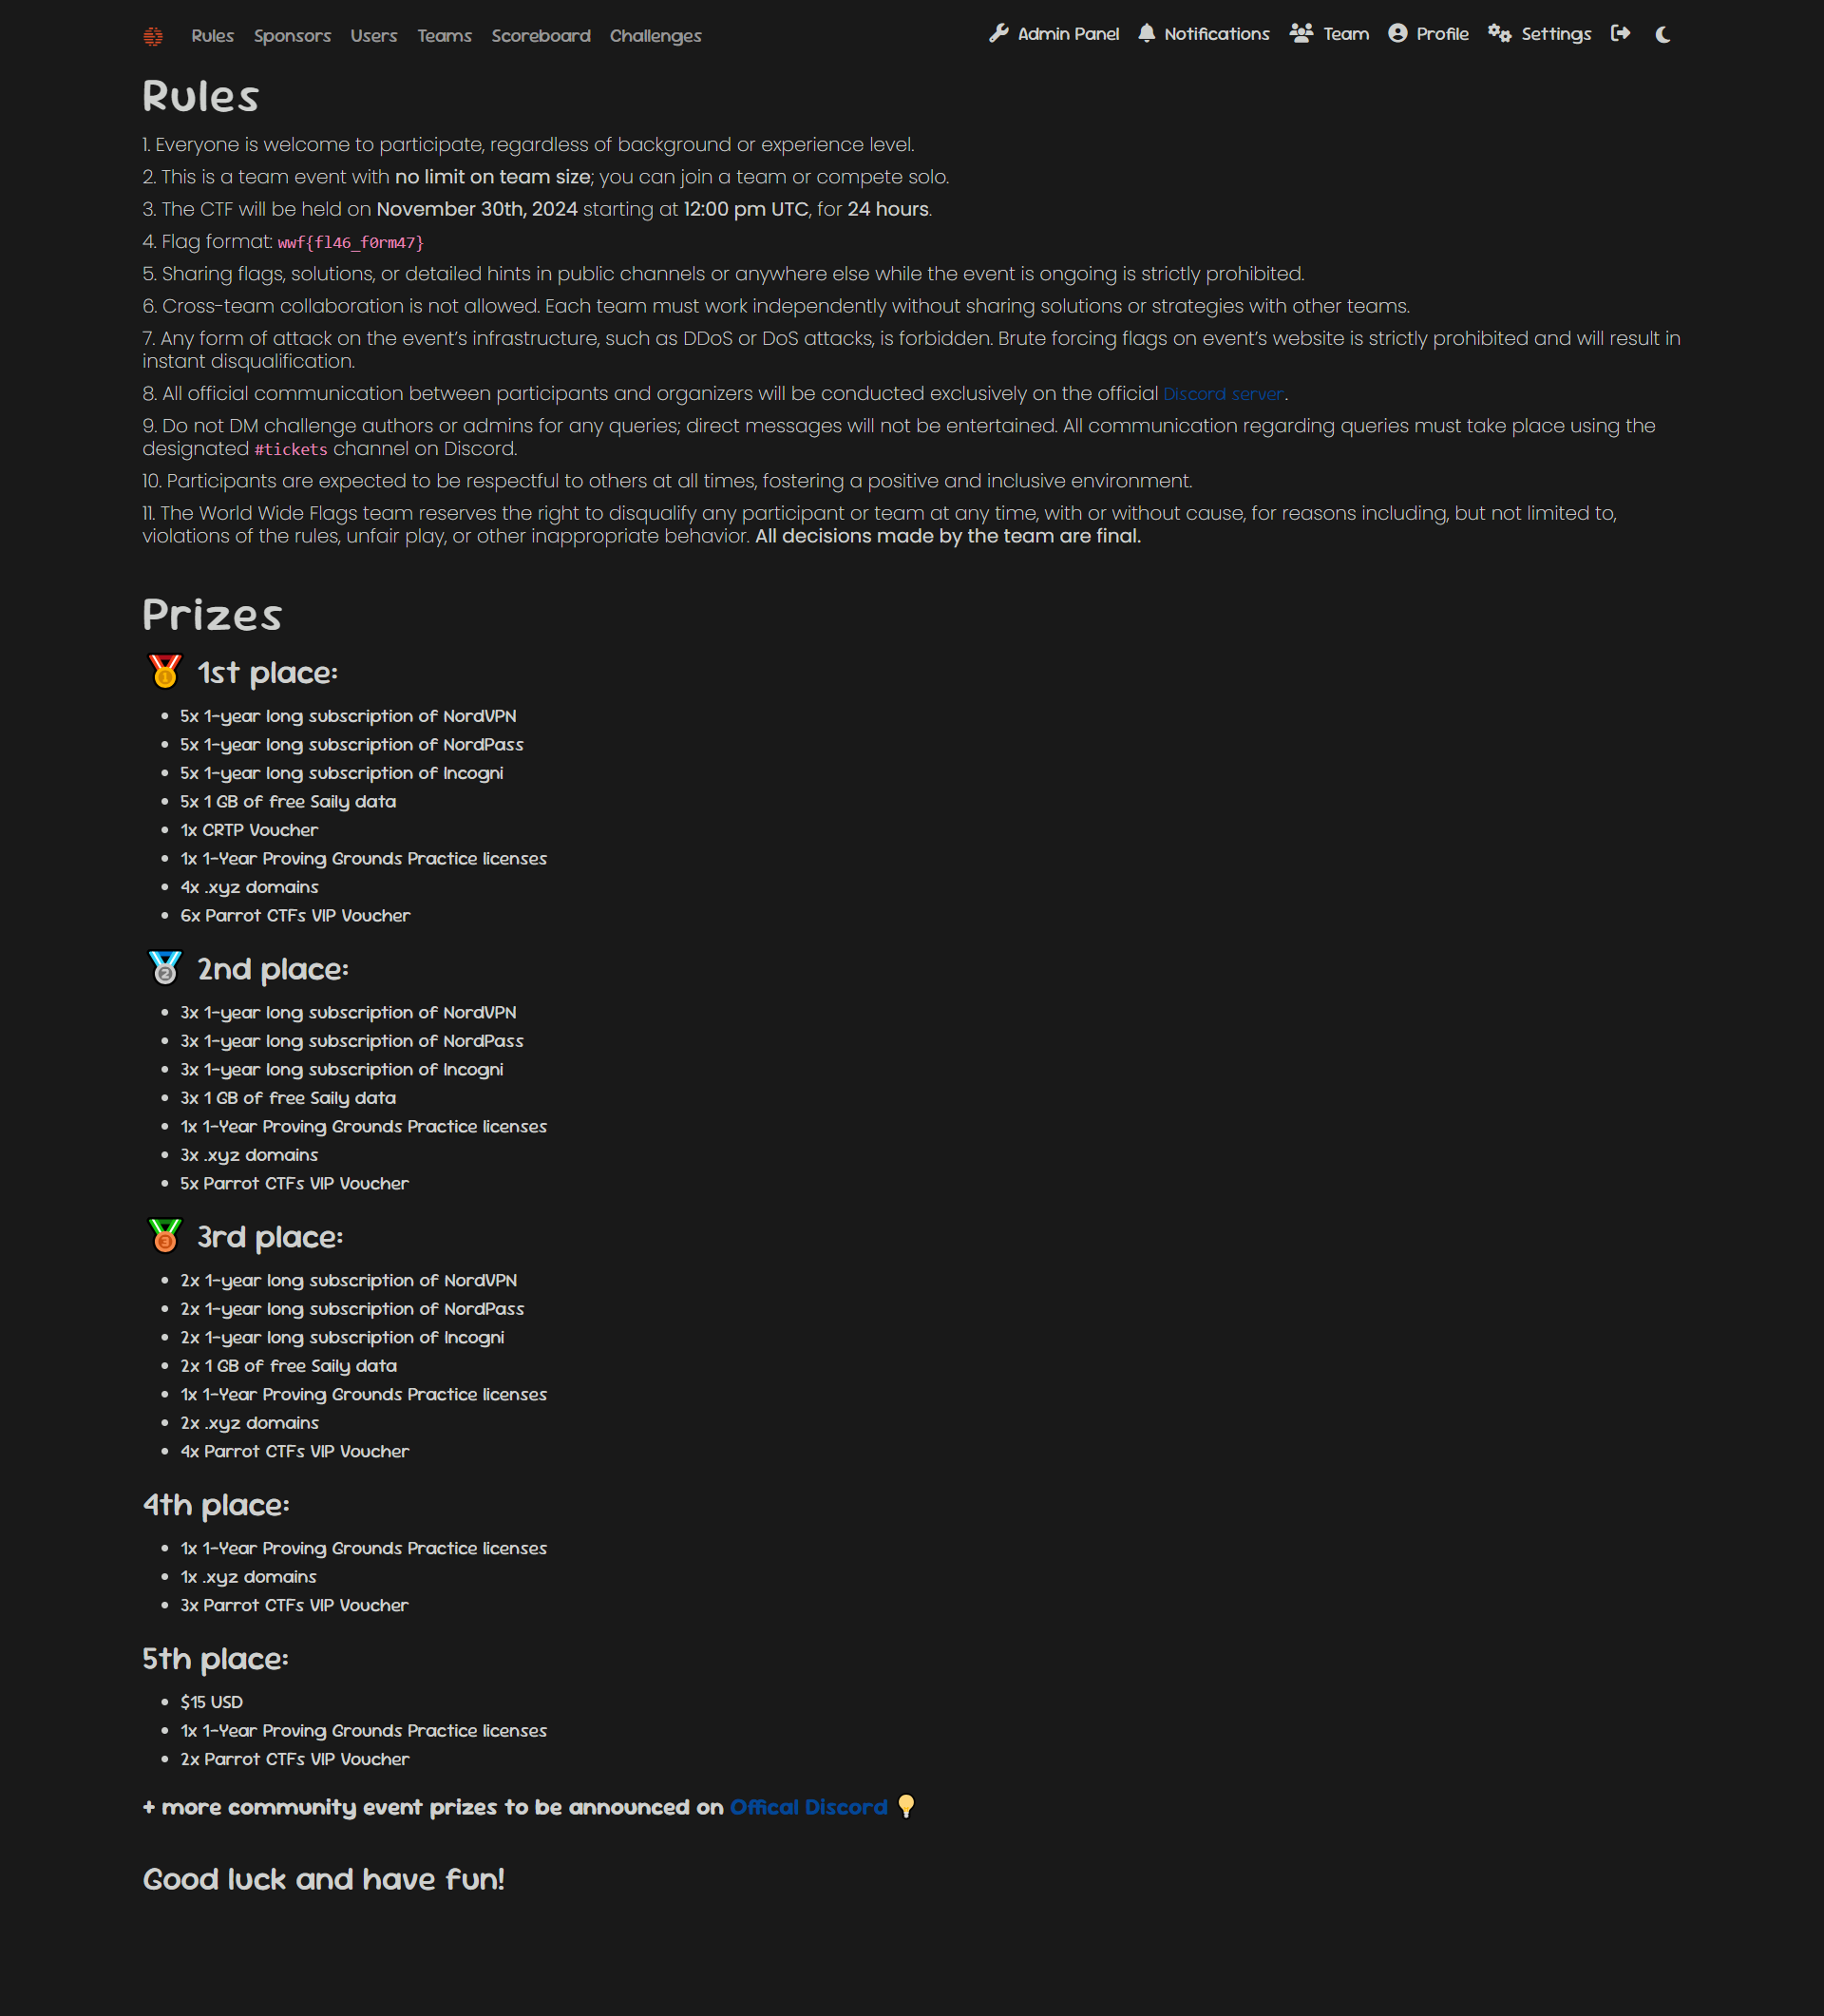 Rules Sponsors Users Teams Scoreboard Challenges Admin Panel Notifications Team Profile Settings
Rules
1. Everyone is welcome to participate, regardless of background or experience level.
2. This is a team event with no limit on team size; you can join a team or compete solo.
3. The CTF will be held on November 30th, 2024 starting at 12:00 pm UTC, for 24 hours.
4. Flag format: wwf{fl46_f0rm47}
5. Sharing flags, solutions, or detailed hints in public channels or anywhere else while the event is ongoing is strictly prohibited.
6. Cross-team collaboration is not allowed. Each team must work independently without sharing solutions or strategies with other teams.
7. Any form of attack on the event's infrastructure, such as DDoS or DoS attacks, is forbidden. Brute forcing flags on event's website is strictly prohibited and will result in
instant disqualification.
8. All official communication between participants and organizers will be conducted exclusively on the official Discord server.
9. Do not DM challenge authors or admins for any queries; direct messages will not be entertained. All communication regarding queries must take place using the
designated #tickets channel on Discord.
10. Participants are expected to be respectful to others at all times, fostering a positive and inclusive environment.
11. The World Wide Flags team reserves the right to disqualify any participant or team at any time, with or without cause, for reasons including, but not limited to,
violations of the rules, unfair play, or other inappropriate behavior. All decisions made by the team are final.
Prizes
1st place:
• 5x 1-year long subscription of NordVPN
• 5x 1-year long subscription of NordPass
• 5x 1-year long subscription of Incogni
• 5x 1 GB of free Saily data
• 1x CRTP Voucher
• 1x 1-Year Proving Grounds Practice licenses
• 4x .xyz domains
• 6x Parrot CTFs VIP Voucher
2nd place:
• 3x 1-year long subscription of NordVPN
• 3x 1-year long subscription of NordPass
• 3x 1-year long subscription of Incogni
• 3x 1 GB of free Saily data
• 1x 1-Year Proving Grounds Practice licenses
• 3x .xyz domains
• 5x Parrot CTFs VIP Voucher
3rd place:
• 2x 1-year long subscription of NordVPN
• 2x 1-year long subscription of NordPass
• 2x 1-year long subscription of Incogni
• 2x 1 GB of free Saily data
• 1x 1-Year Proving Grounds Practice licenses
• 2x .xyz domains
• 4x Parrot CTFs VIP Voucher
4th place:
• 1x 1-Year Proving Grounds Practice licenses
• 1x .xyz domains
• 3x Parrot CTFs VIP Voucher
5th place:
• $15 USD
• 1x 1-Year Proving Grounds Practice licenses
• 2x Parrot CTFs VIP Voucher
+ more community event prizes to be announced on Offical Discord
Good luck and have fun!